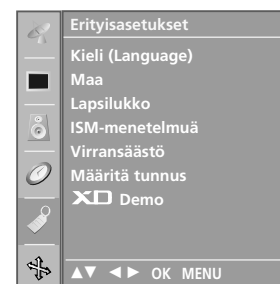 Erityisasetukset
Kieli (Language)
Maa
Lapsilukko
ISM-menetelmuä
Virransäästö
Määritä tunnus
XD Demo
▲▼ ◄► OK MENU